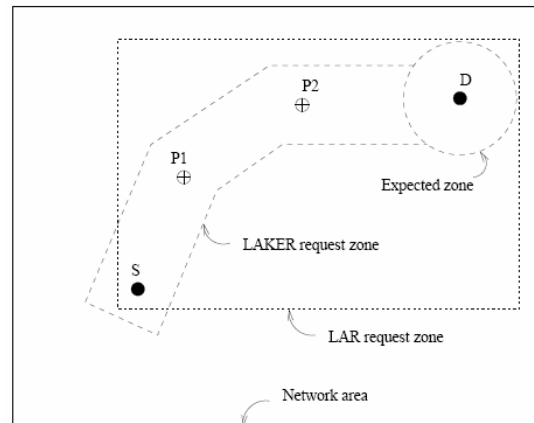 P2
D
P1
Expected zone
LAKER request zone
S
LAR request zone
Network area